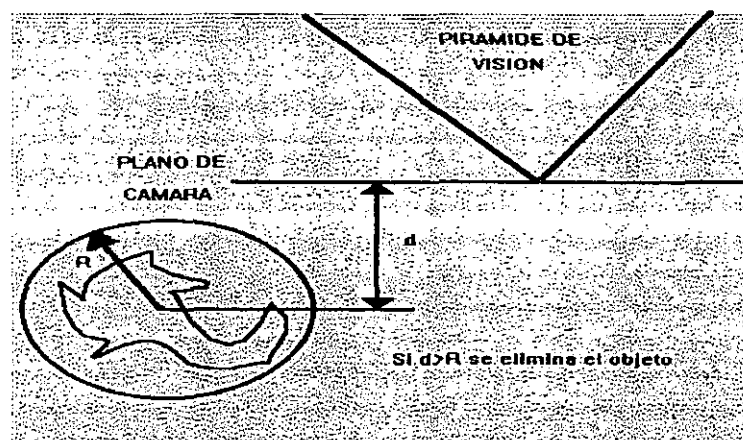 PIRAMIDE DE
VISION
PLANO DE
CAMARA
R
d
Si d>R se elimina el objeto